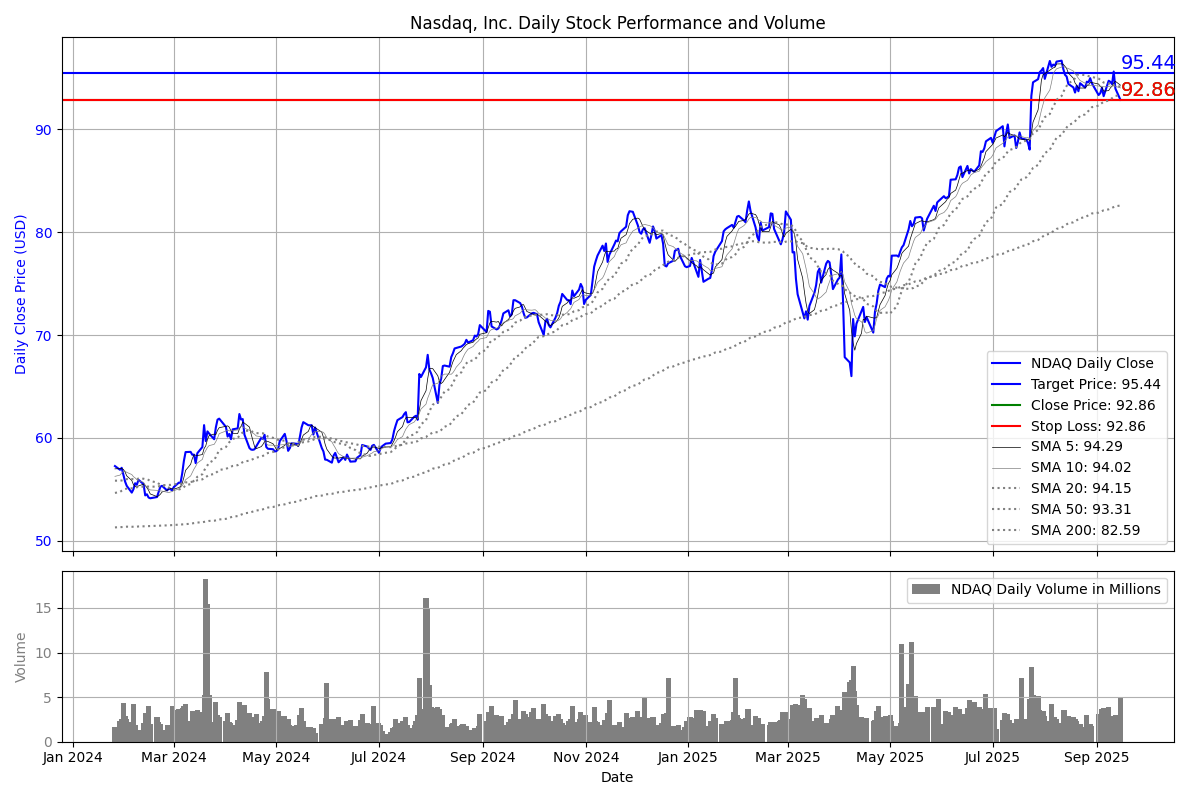 Nasdaq, Inc. Daily Stock Performance and Volume
95.44
92.86
90
80
70
60
50
Daily Close Price (USD)
NDAQ Daily Close
Target Price: 95.44
Close Price: 92.86
Stop Loss: 92.86
SMA 5: 94.29
SMA 10: 94.02
SMA 20: 94.15
SMA 50: 93.31
SMA 200: 82.59
NDAQ Daily Volume in Millions
15
10
5
0
Volume
Jan 2024 Mar 2024 May 2024 Jul 2024 Sep 2024 Nov 2024 Jan 2025 Mar 2025 May 2025 Jul 2025 Sep 2025
Date